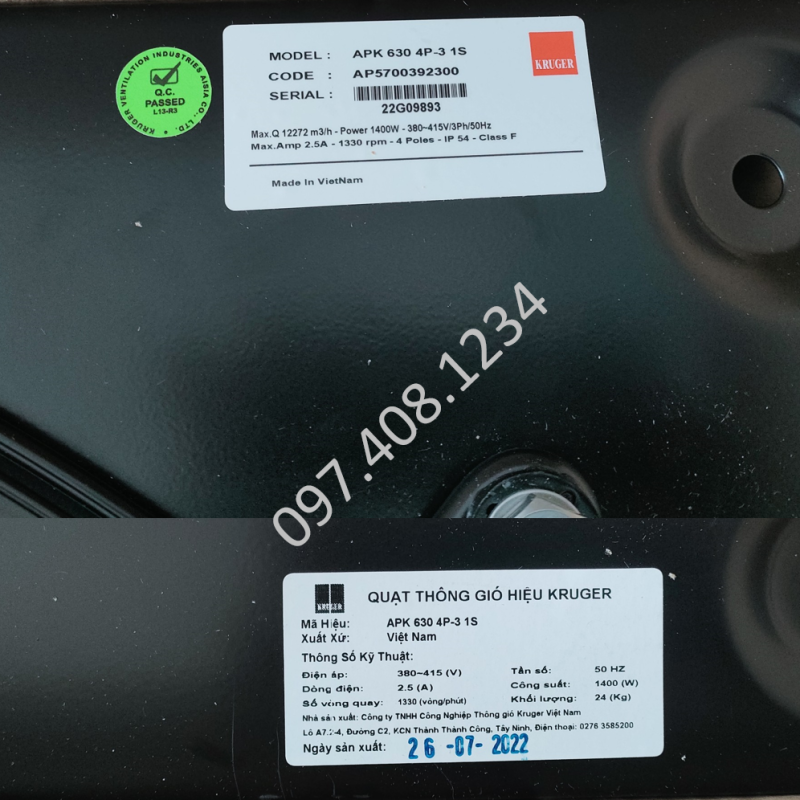 KRUGER VENTILATION INDUSTRIES ASIA CO., LTD.
Q.C.
PASSED
L13-R3
MODEL : APK 630 4P-3 1S
CODE : AP5700392300
SERIAL :
22G09893
KRUGER
Max.Q 12272 m3/h - Power 1400W - 380~415V/3Ph/50Hz
Max.Amp 2.5A - 1330 rpm - 4 Poles - IP 54 - Class F
Made In VietNam
097.408.1234
KRUGER
QUẠT THÔNG GIÓ HIỆU KRUGER
Mã Hiệu: APK 630 4P-3 1S
Xuất Xứ: Việt Nam
Thông Số Kỹ Thuật:
Điện áp: 380~415 (V) Tần số: 50 HZ
Dòng điện: 2.5 (A) Công suất: 1400 (W)
Số vòng quay: 1330 (vòng/phút) Khối lượng: 24 (Kg)
Nhà sản xuất: Công ty TNHH Công Nghiệp Thông gió Kruger Việt Nam
Lô A7.2-4, Đường C2, KCN Thành Thành Công, Tây Ninh, Điện thoại: 0276 3585200
Ngày sản xuất: 26 -07- 2022